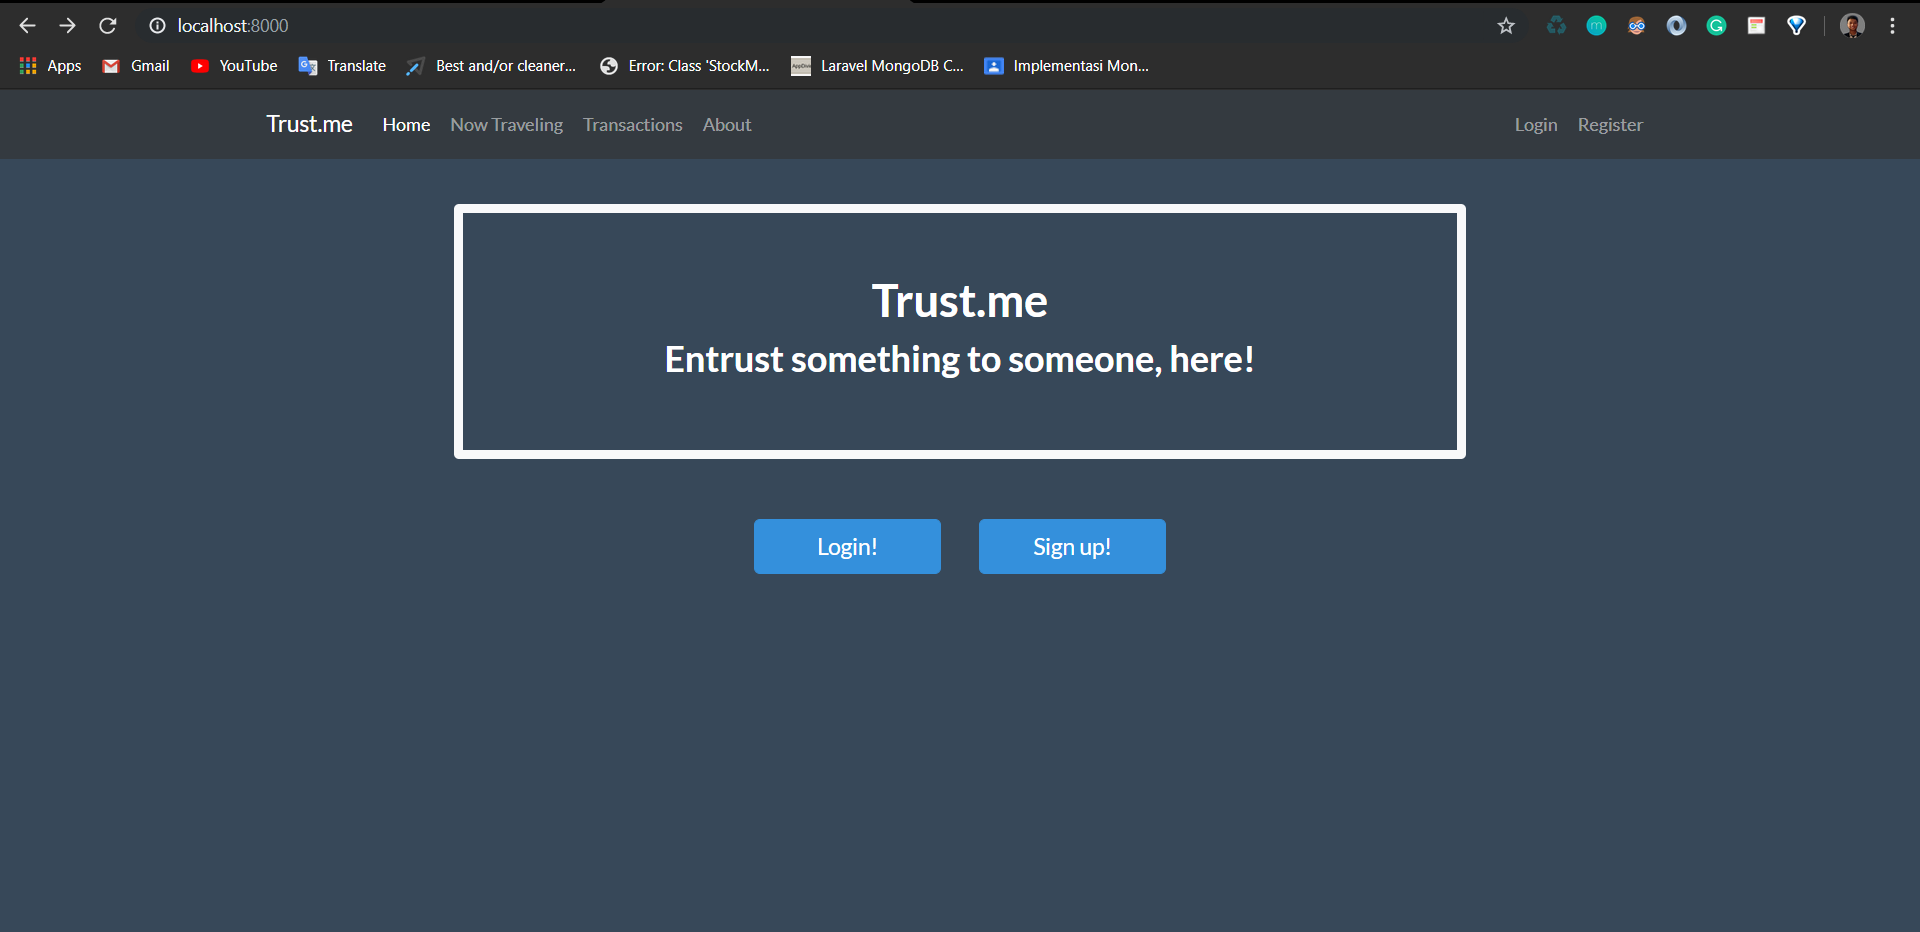 localhost:8000
Apps Gmail YouTube Translate Best and/or cleaner... Error: Class 'StockM... Laravel MongoDB C... Implementasi Mon...
Trust.me Home Now Traveling Transactions About Login Register
Trust.me
Entrust something to someone, here!
Login! Sign up!